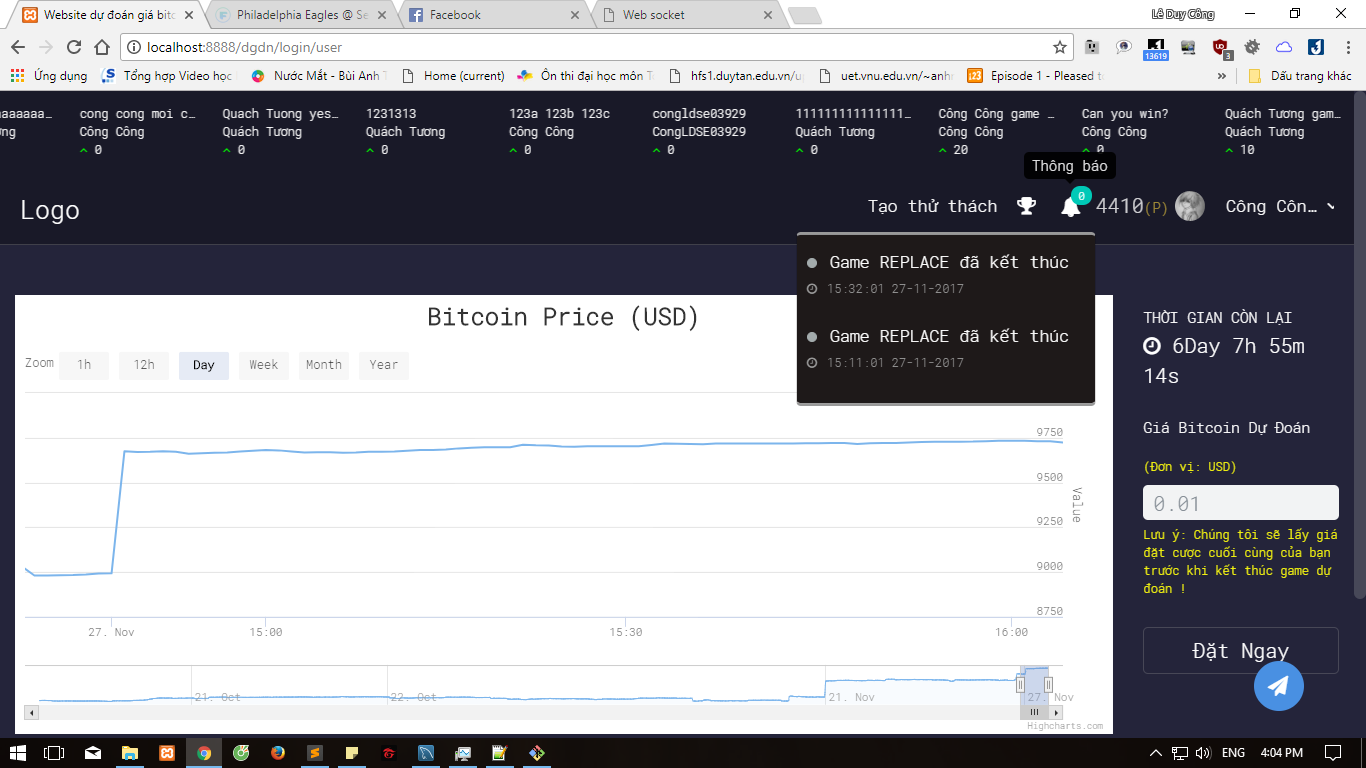 Website dự đoán giá bitc
Philadelphia Eagles @ Se
Facebook
Web socket
Lê Duy Công
localhost:8888/dgdn/login/user
13619
3
Ứng dụng
Tổng hợp Video học
Nước Mắt - Bùi Anh T
Home (current)
Ôn thi đại học môn T
hfs1.duytan.edu.vn/u
uet.vnu.edu.vn/~anh
Episode 1 - Pleased t
»
Dấu trang khác
aaaaaaa…
cong cong moi c…
Quach Tuong yes…
1231313
123a 123b 123c
congldse03929
111111111111111…
Công Công game …
Can you win?
Quách Tương gam…
ng
Công Công
Quách Tương
Quách Tương
Công Công
CongLDSE03929
Quách Tương
Công Công
Công Công
Quách Tương
0
0
0
0
0
0
20
0
10
Thông báo
Logo
Tạo thử thách
0
4410(P)
Công Côn…
Game REPLACE đã kết thúc
15:32:01 27-11-2017
Game REPLACE đã kết thúc
15:11:01 27-11-2017
Bitcoin Price (USD)
Zoom
1h
12h
Day
Week
Month
Year
9750
9500
9250
9000
8750
Value
27. Nov
15:00
15:30
16:00
21. Oct
22. Oct
21. Nov
27. Nov
Highcharts.com
THỜI GIAN CÒN LẠI
6Day 7h 55m
14s
Giá Bitcoin Dự Đoán
(Đơn vị: USD)
0.01
Lưu ý: Chúng tôi sẽ lấy giá
đặt cược cuối cùng của bạn
trước khi kết thúc game dự
đoán !
Đặt Ngay
ENG
4:04 PM